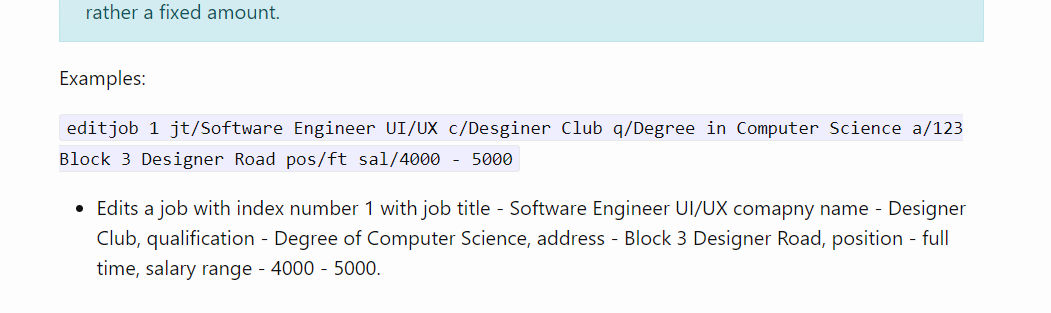 rather a fixed amount.
Examples:
editjob 1 jt/Software Engineer UI/UX c/Desginer Club q/Degree in Computer Science a/123
Block 3 Designer Road pos/ft sal/4000 - 5000
• Edits a job with index number 1 with job title - Software Engineer UI/UX comapny name - Designer
Club, qualification - Degree of Computer Science, address - Block 3 Designer Road, position - full
time, salary range - 4000 - 5000.